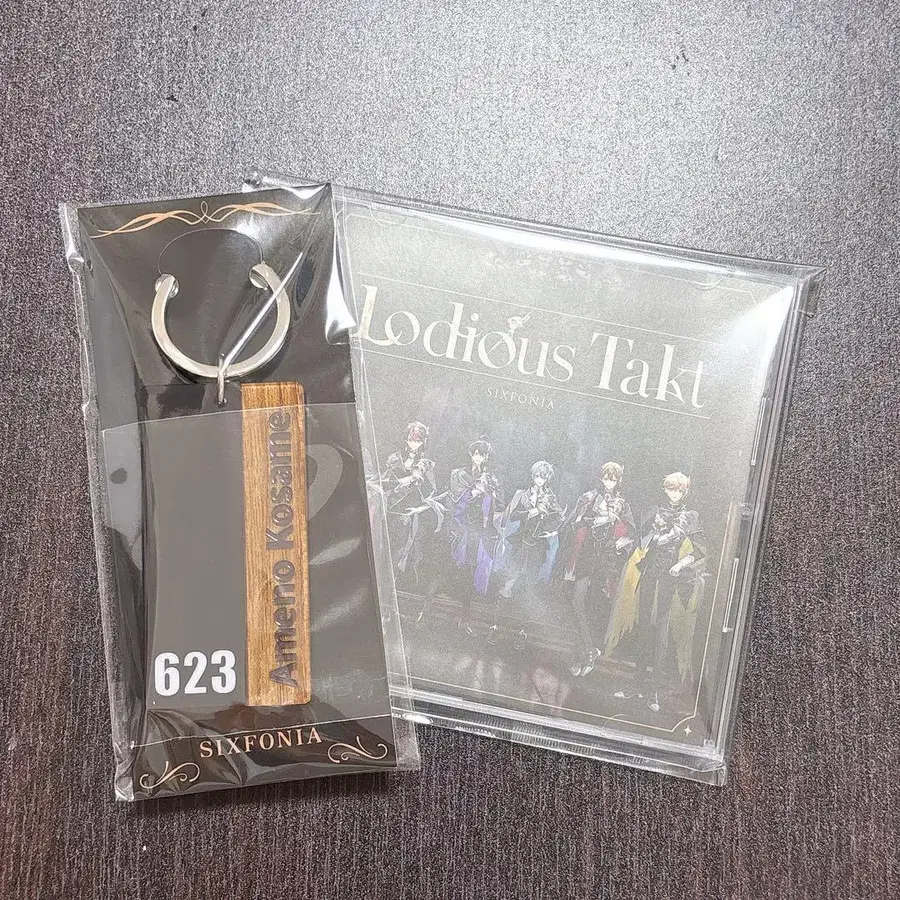 Ameno Kosame
623
SIXFONIA
Lodious Takt
SIXFONIA